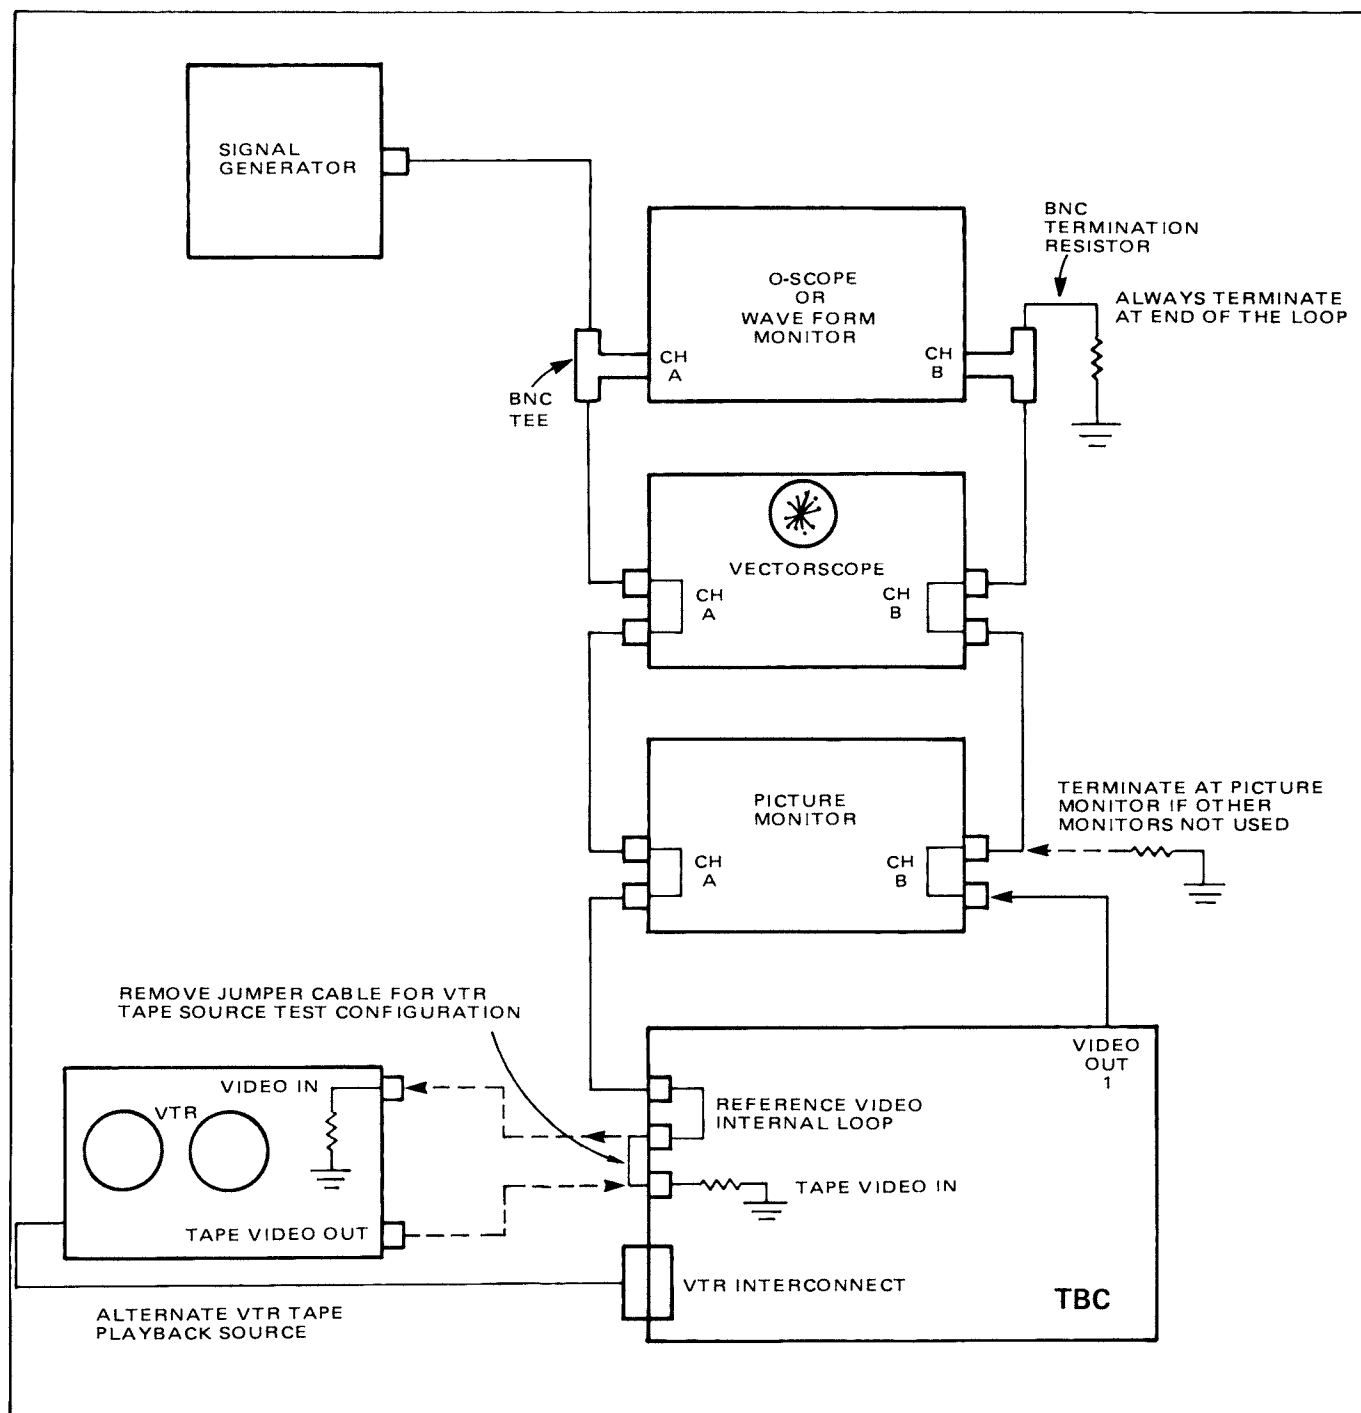 SIGNAL
GENERATOR
BNC
TERMINATION
RESISTOR
ALWAYS TERMINATE
AT END OF THE LOOP
O-SCOPE
OR
WAVE FORM
MONITOR
CH
A
CH
B
BNC
TEE
VECTORSCOPE
CH
A
CH
B
PICTURE
MONITOR
CH
A
CH
B
TERMINATE AT PICTURE
MONITOR IF OTHER
MONITORS NOT USED
REMOVE JUMPER CABLE FOR VTR
TAPE SOURCE TEST CONFIGURATION
VIDEO
OUT
1
VIDEO IN
VTR
REFERENCE VIDEO
INTERNAL LOOP
TAPE VIDEO IN
TAPE VIDEO OUT
VTR INTERCONNECT
TBC
ALTERNATE VTR TAPE
PLAYBACK SOURCE